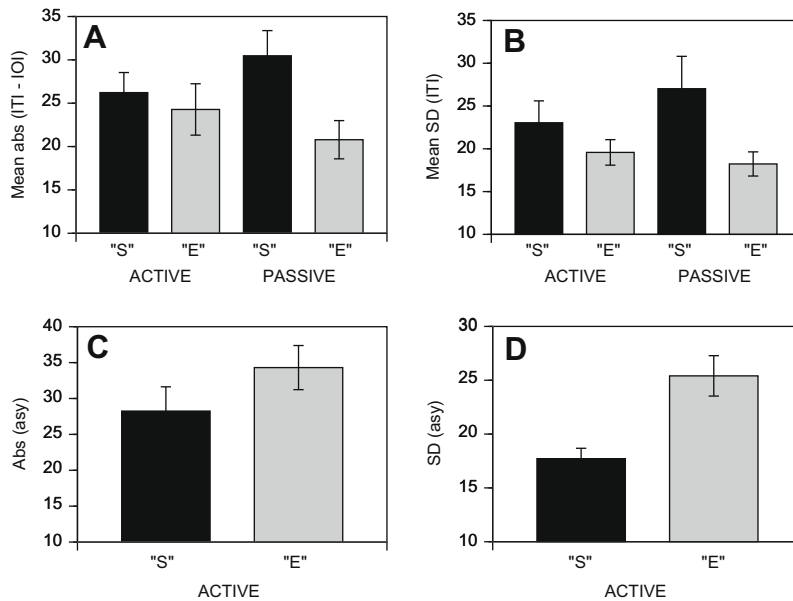 A
Mean abs (ITI - IOI)
35
30
25
20
15
10
"S" "E" "S" "E"
ACTIVE PASSIVE
B
Mean SD (ITI)
35
30
25
20
15
10
"S" "E" "S" "E"
ACTIVE PASSIVE
C
Abs (asy)
40
35
30
25
20
15
10
"S" "E"
ACTIVE
D
SD (asy)
30
25
20
15
10
"S" "E"
ACTIVE